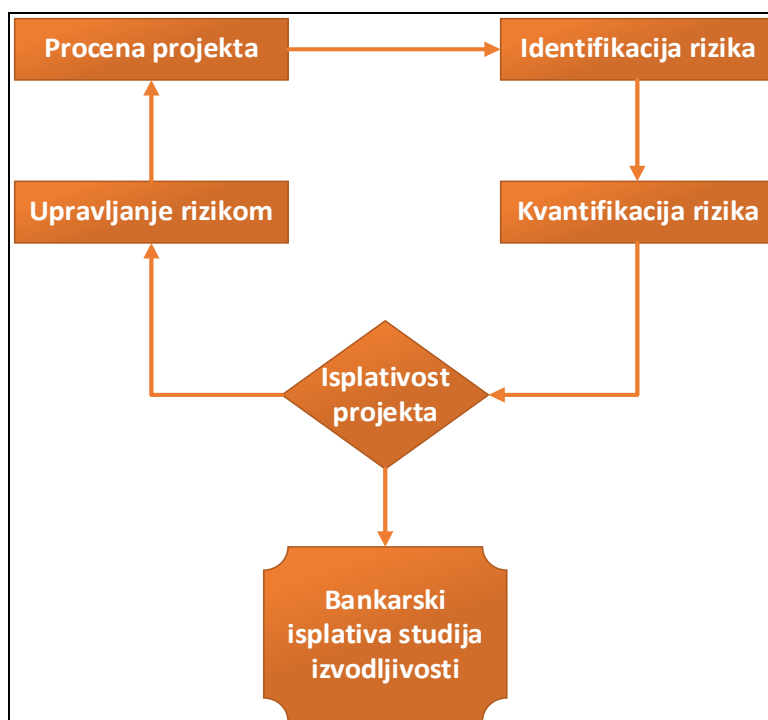 Procena projekta
Identifikacija rizika
Upravljanje rizikom
Kvantifikacija rizika
Isplativost
projekta
Bankarski
isplativa studija
izvodljivosti